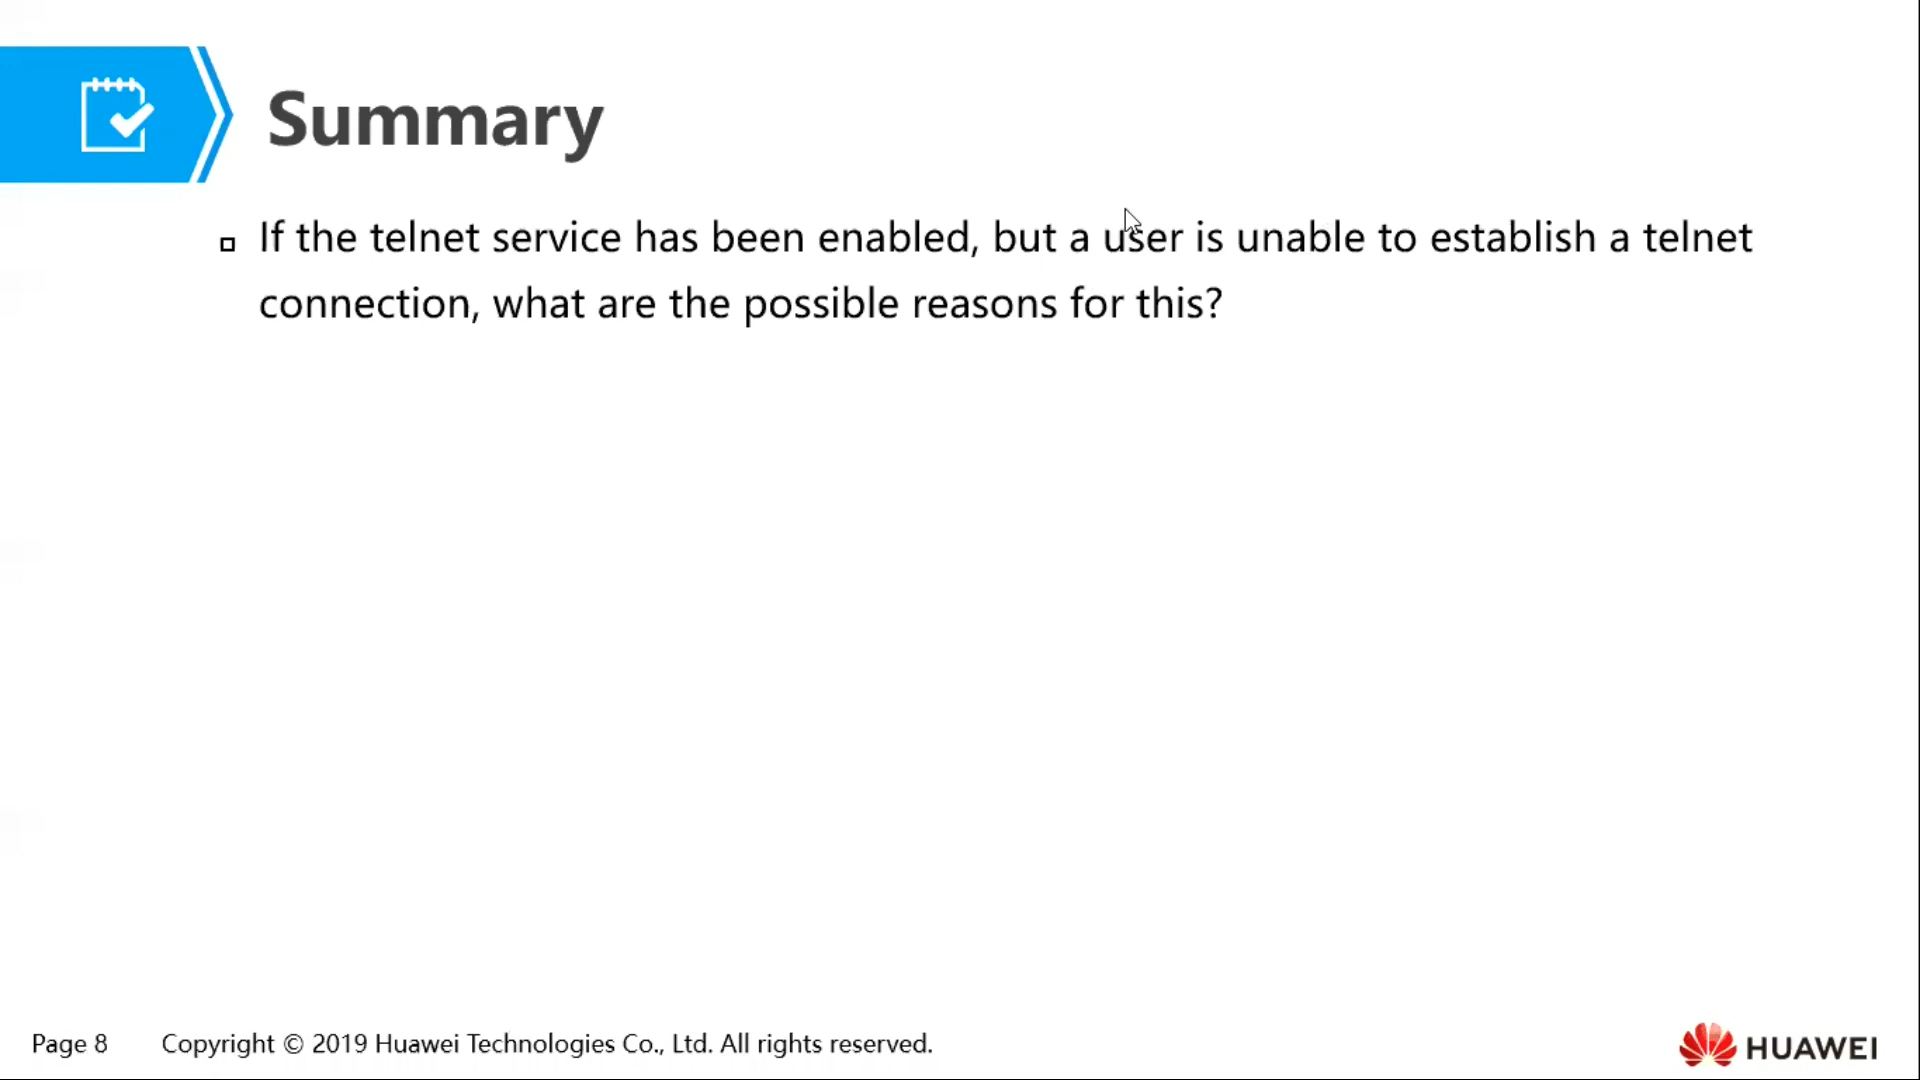 Summary
If the telnet service has been enabled, but a user is unable to establish a telnet
connection, what are the possible reasons for this?
Page 8 Copyright © 2019 Huawei Technologies Co., Ltd. All rights reserved.
HUAWEI